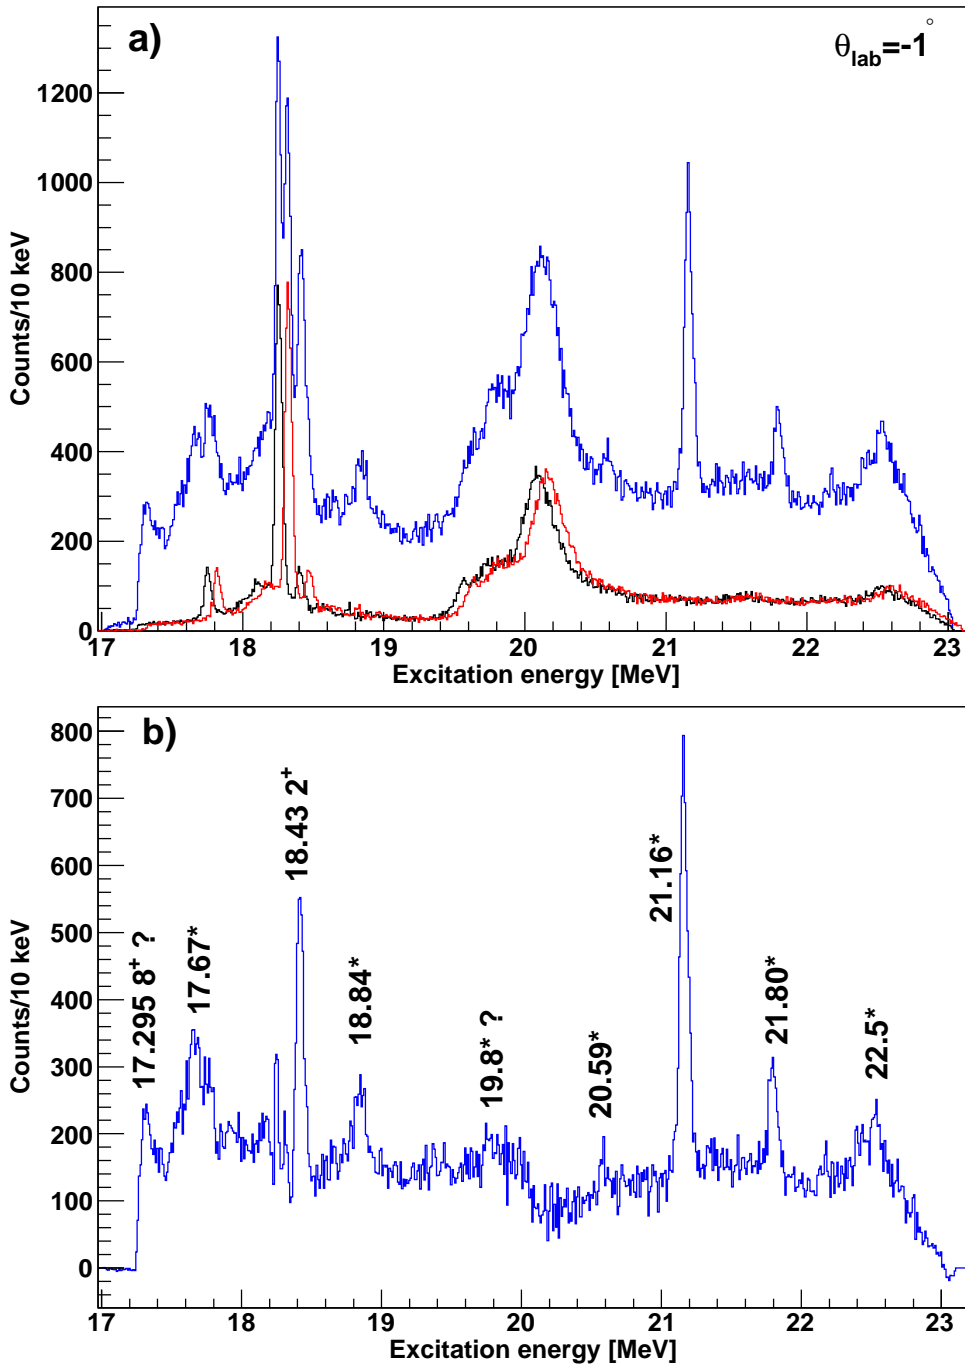 a)
θlab=-1°
1200
1000
800
600
400
200
0
Counts/10 keV
17 18 19 20 21 22 23
Excitation energy [MeV]
b)
800
700
600
500
400
300
200
100
0
Counts/10 keV
17.295 8⁺ ?
17.67*
18.43 2⁺
18.84*
19.8* ?
20.59*
21.16*
21.80*
22.5*
17 18 19 20 21 22 23
Excitation energy [MeV]